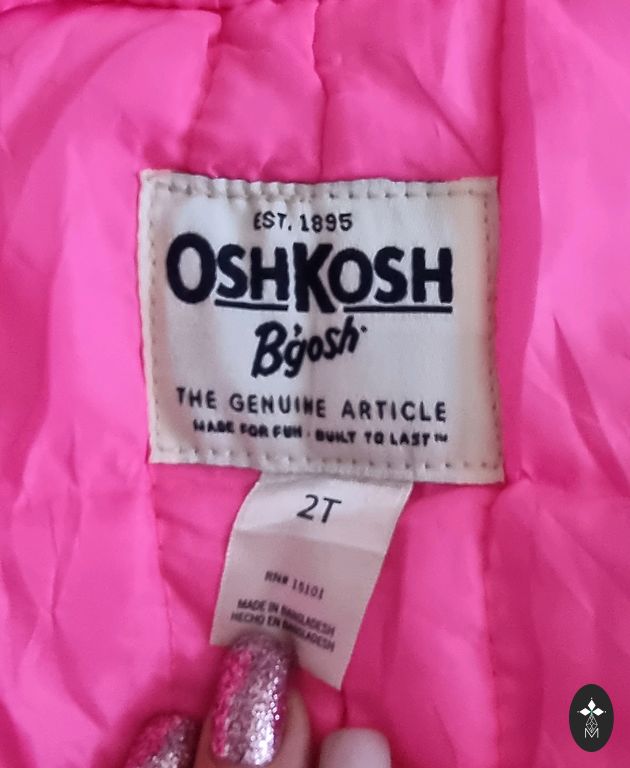 EST. 1895
OSHKOSH
B'gosh
THE GENUINE ARTICLE
MADE FOR FUN · BUILT TO LAST™
2T
RN# 15101
MADE IN BANGLADESH
HECHO EN BANGLADESH
M